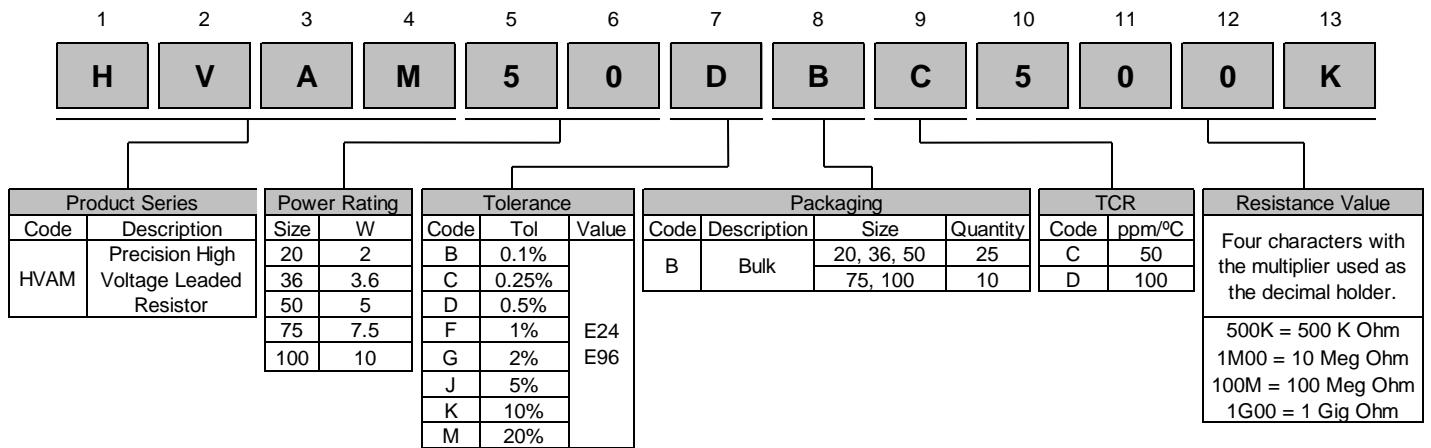 1 2 3 4 5 6 7 8 9 10 11 12 13
H V A M 5 0 D B C 5 0 0 K
Product Series
Code Description
HVAM Precision High
Voltage Leaded
Resistor
Power Rating
Size W
20 2
36 3.6
50 5
75 7.5
100 10
Tolerance
Code Tol Value
B 0.1%
C 0.25%
D 0.5%
F 1%
G 2%
J 5%
K 10%
M 20%
E24
E96
Packaging
Code Description Size Quantity
B Bulk 20, 36, 50 25
75, 100 10
TCR
Code ppm/ºC
C 50
D 100
Resistance Value
Four characters with
the multiplier used as
the decimal holder.
500K = 500 K Ohm
1M00 = 10 Meg Ohm
100M = 100 Meg Ohm
1G00 = 1 Gig Ohm